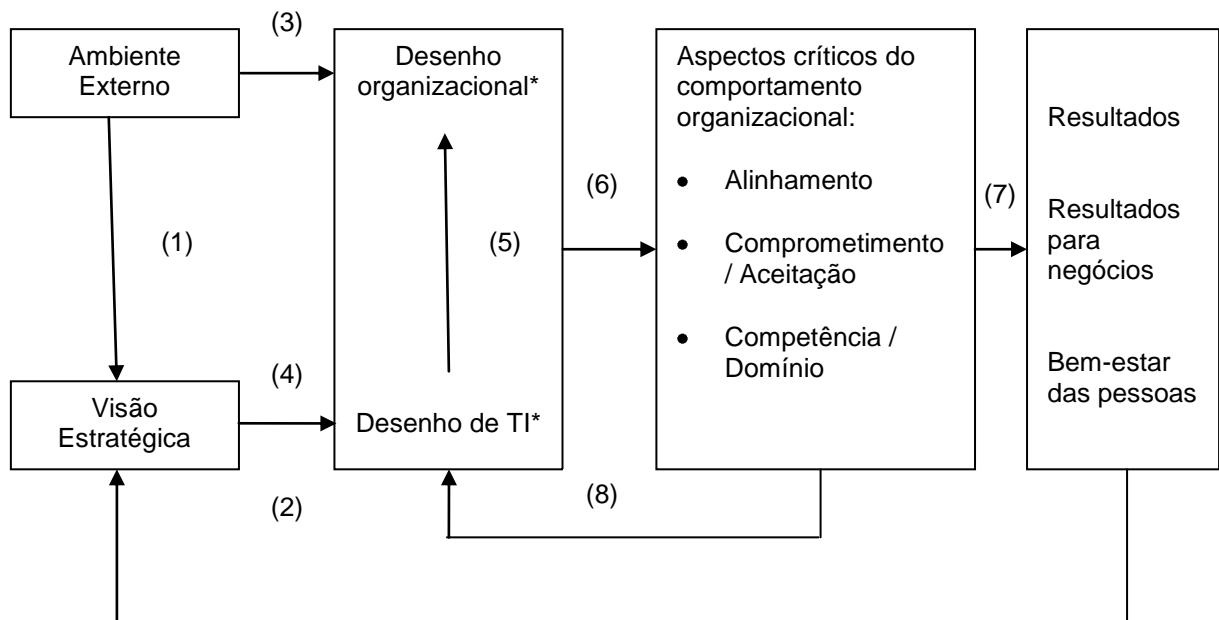 (3)
Ambiente
Externo
(1)
Visão
Estratégica
(4)
(2)
Desenho
organizacional*
(5)
Desenho de TI*
(6)
(8)
Aspectos críticos do
comportamento
organizacional:
• Alinhamento
• Comprometimento
/ Aceitação
• Competência /
Domínio
(7)
Resultados
Resultados
para
negócios
Bem-estar
das pessoas